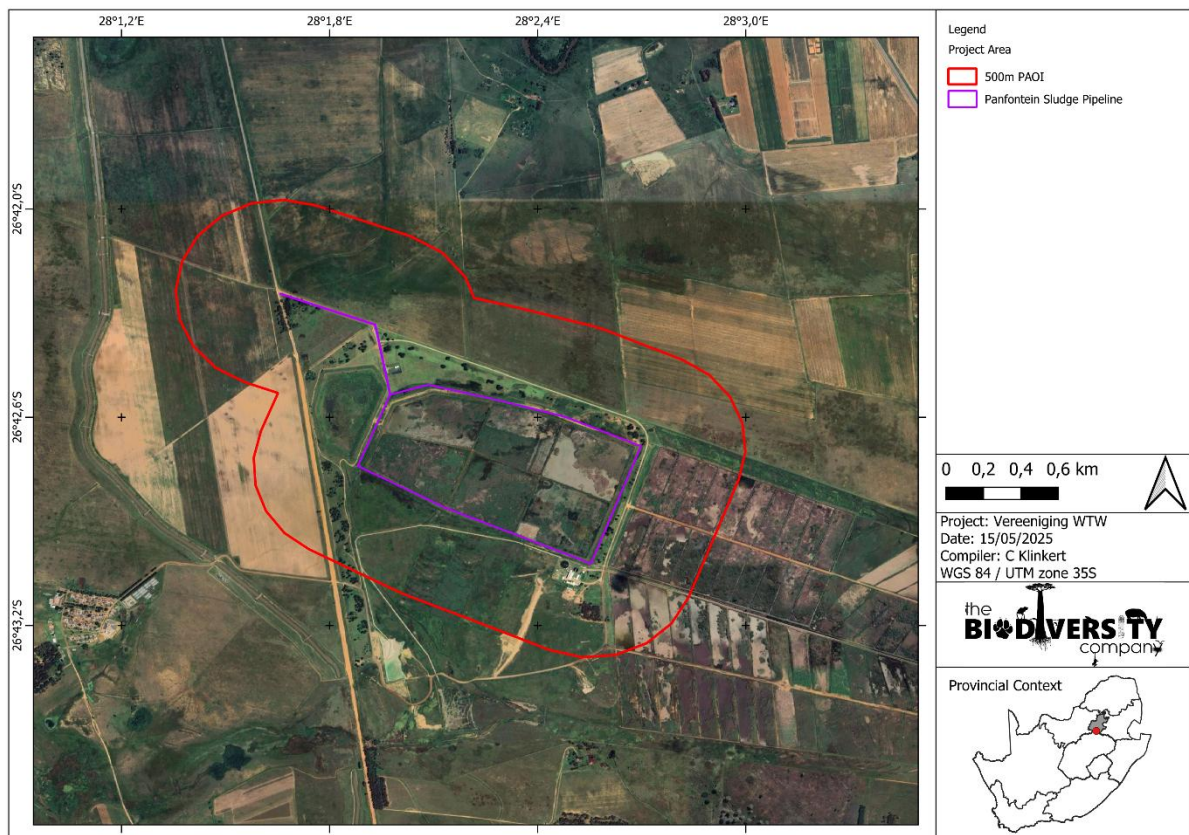 28°1,2'E
28°1,8'E
28°2,4'E
28°3,0'E
26°42,0'S
26°42,6'S
26°43,2'S
Legend
Project Area
500m PAOI
Panfontein Sludge Pipeline
0 0,2 0,4 0,6 km
Project: Vereeniging WTW
Date: 15/05/2025
Compiler: C Klinkert
WGS 84 / UTM zone 35S
the
BIODIVERSITY
company
Provincial Context